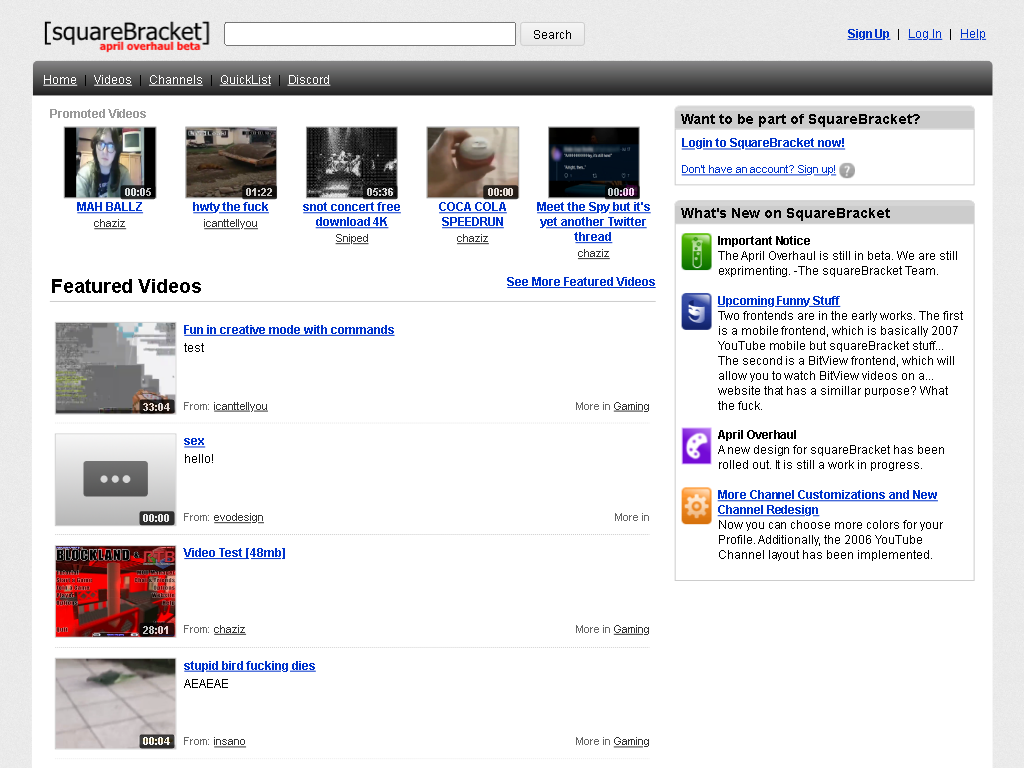 [squareBracket]
april overhaul beta
Search
Sign Up | Log In | Help
Home | Videos | Channels | QuickList | Discord
Promoted Videos
00:05
MAH BALLZ
chaziz
01:22
hwty the fuck
icanttellyou
05:36
snot concert free
download 4K
Sniped
00:00
COCA COLA
SPEEDRUN
chaziz
00:00
Meet the Spy but it's
yet another Twitter
thread
chaziz
Featured Videos
See More Featured Videos
33:04
Fun in creative mode with commands
test
From: icanttellyou
More in Gaming
00:00
sex
hello!
From: evodesign
More in
BLOCKLAND
RTB
28:01
Video Test [48mb]
From: chaziz
More in Gaming
00:04
stupid bird fucking dies
AEAEAE
From: insano
More in Gaming
Want to be part of SquareBracket?
Login to SquareBracket now!
Don't have an account? Sign up! ?
What's New on SquareBracket
Important Notice
The April Overhaul is still in beta. We are still
exprimenting. -The squareBracket Team.
Upcoming Funny Stuff
Two frontends are in the early works. The first
is a mobile frontend, which is basically 2007
YouTube mobile but squareBracket stuff...
The second is a BitView frontend, which will
allow you to watch BitView videos on a...
website that has a simillar purpose? What
the fuck.
April Overhaul
A new design for squareBracket has been
rolled out. It is still a work in progress.
More Channel Customizations and New
Channel Redesign
Now you can choose more colors for your
Profile. Additionally, the 2006 YouTube
Channel layout has been implemented.